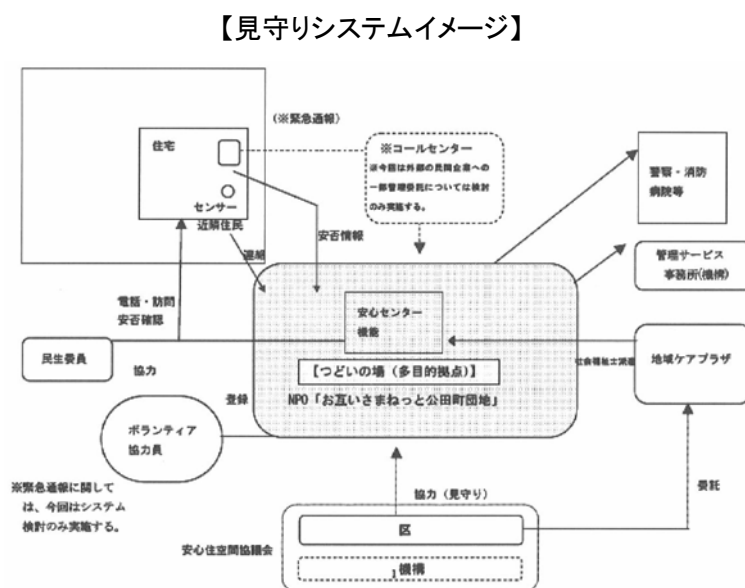 【見守りシステムイメージ】
(※緊急通報)
住宅
センサー
近隣住民
連絡
安否情報
※コールセンター
※今回は外部の民間企業への
一部管理委託については検討
のみ実施する。
警察・消防
病院等
管理サービス
事務所(機構)
電話・訪問
安否確認
安心センター
機能
民生委員
協力
【つどいの場(多目的拠点)】
NPO「お互いさまねっと公田町団地」
社会福祉士派遣
地域ケアプラザ
登録
ボランティア
協力員
※緊急通報に関して
は、今回はシステム
検討のみ実施する。
協力(見守り)
委託
安心住空間協議会
区
1
機構